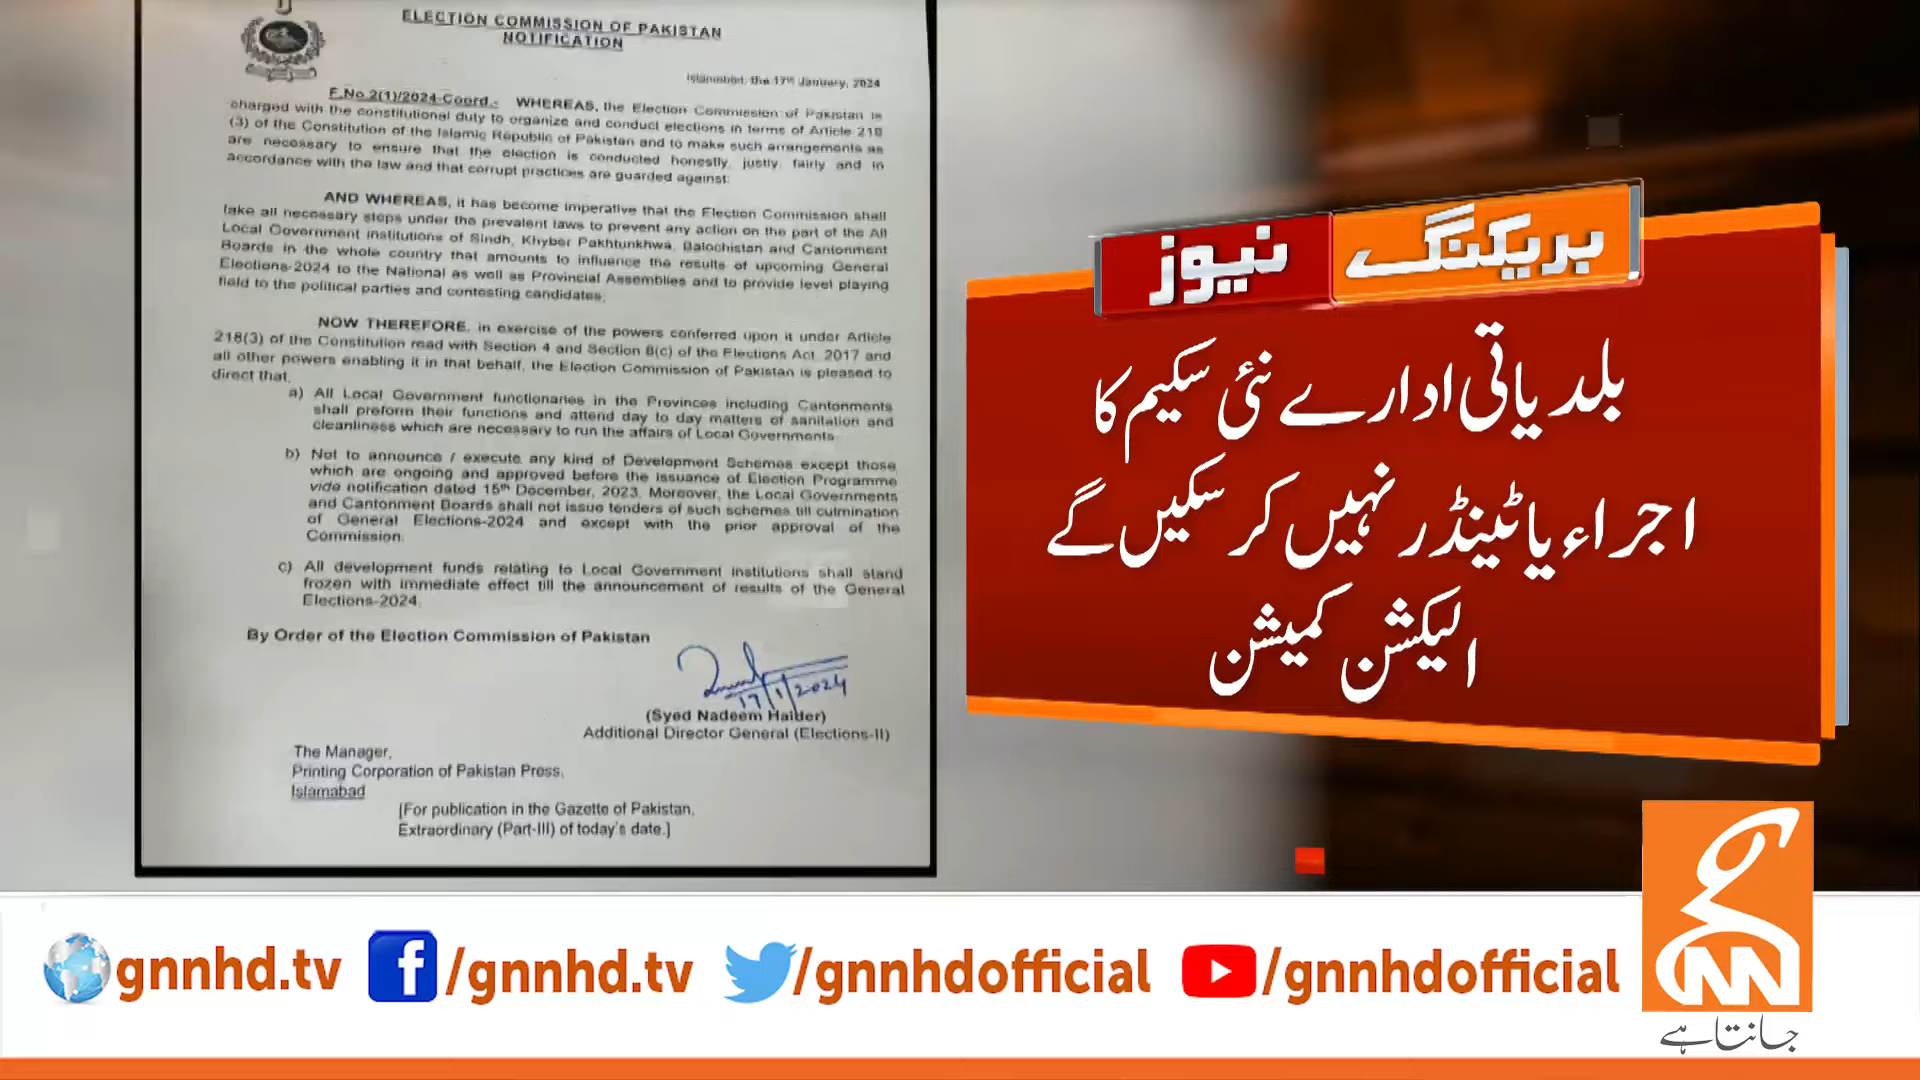 ELECTION COMMISSION OF PAKISTAN
NOTIFICATION
Islamabad, the 17th January, 2024
F.No.2(1)/2024-Coord.- WHEREAS, the Election Commission of Pakistan is
charged with the constitutional duty to organize and conduct elections in terms of Article 218
(3) of the Constitution of the Islamic Republic of Pakistan and to make such arrangements as
are necessary to ensure that the election is conducted honestly, justly, fairly and in
accordance with the law and that corrupt practices are guarded against;
AND WHEREAS, it has become imperative that the Election Commission shall
take all necessary steps under the prevalent laws to prevent any action on the part of the All
Local Government institutions of Sindh, Khyber Pakhtunkhwa, Balochistan and Cantonment
Boards in the whole country that amounts to influence the results of upcoming General
Elections-2024 to the National as well as Provincial Assemblies and to provide level playing
field to the political parties and contesting candidates;
NOW THEREFORE, in exercise of the powers conferred upon it under Article
218(3) of the Constitution read with Section 4 and Section 8(c) of the Elections Act, 2017 and
all other powers enabling it in that behalf, the Election Commission of Pakistan is pleased to
direct that,
a) All Local Government functionaries in the Provinces including Cantonments
shall preform their functions and attend day to day matters of sanitation and
cleanliness which are necessary to run the affairs of Local Governments.
b) Not to announce / execute any kind of Development Schemes except those
which are ongoing and approved before the issuance of Election Programme
vide notification dated 15th December, 2023. Moreover, the Local Governments
and Cantonment Boards shall not issue tenders of such schemes till culmination
of General Elections-2024 and except with the prior approval of the
Commission.
c) All development funds relating to Local Government institutions shall stand
frozen with immediate effect till the announcement of results of the General
Elections-2024.
By Order of the Election Commission of Pakistan
17/1/2024
(Syed Nadeem Haider)
Additional Director General (Elections-II)
The Manager,
Printing Corporation of Pakistan Press,
Islamabad
[For publication in the Gazette of Pakistan,
Extraordinary (Part-III) of today's date.]
بریکنگ نیوز
بلدیاتی ادارے نئی سکیم کا
اجراء یا ٹینڈر نہیں کر سکیں گے
الیکشن کمیشن
gnnhd.tv
/gnnhd.tv
/gnnhdofficial
/gnnhdofficial
GNN
جانتا ہے